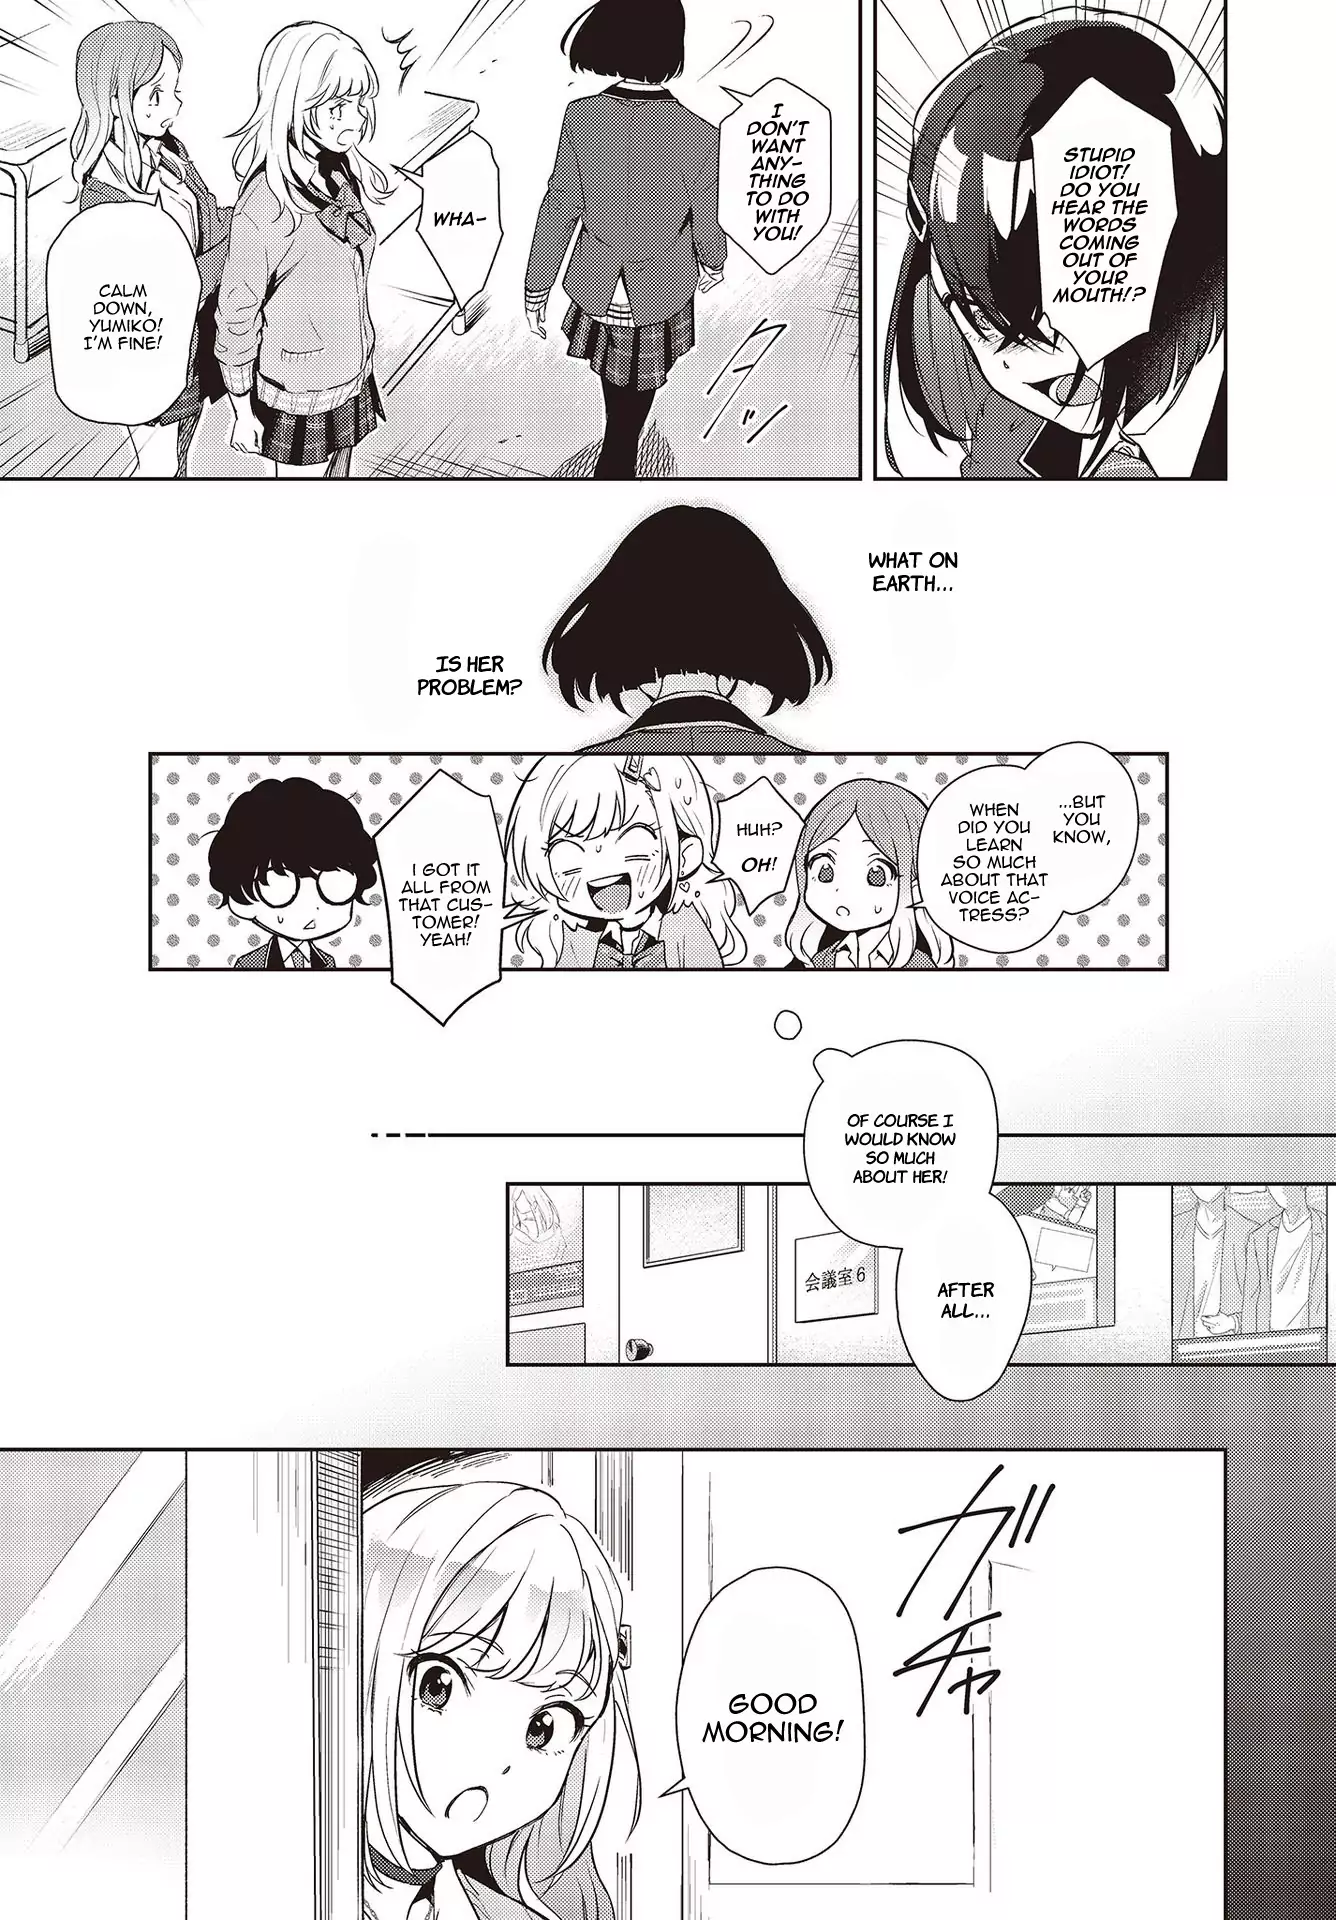 STUPID
IDIOT!
DO YOU
HEAR THE
WORDS
COMING
OUT OF
YOUR
MOUTH!?
I
DON'T
WANT
ANY-
THING
TO DO
WITH
YOU!
WHA-
CALM
DOWN,
YUMIKO!
I'M FINE!
WHAT ON
EARTH...
IS HER
PROBLEM?
...BUT
YOU
KNOW,
WHEN
DID YOU
LEARN
SO MUCH
ABOUT THAT
VOICE AC-
TRESS?
HUH?
OH!
I GOT IT
ALL FROM
THAT CUS-
TOMER!
YEAH!
OF COURSE I
WOULD KNOW
SO MUCH
ABOUT HER!
AFTER
ALL...
会議室6
ガチャ
GOOD
MORNING!